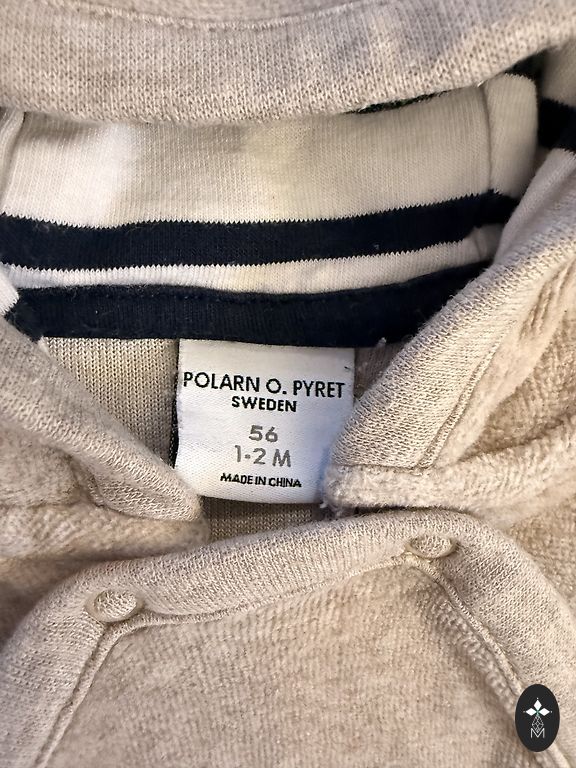 POLARN O. PYRET
SWEDEN
56
1-2 M
MADE IN CHINA
M